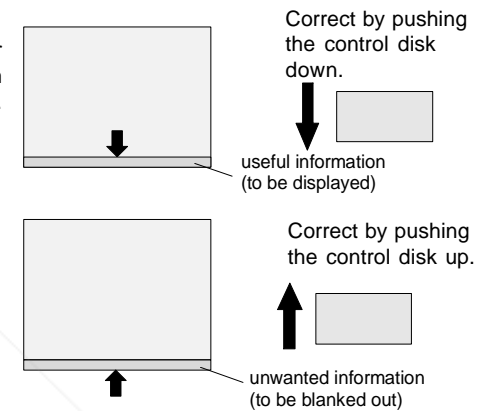 Correct by pushing
the control disk
down.
useful information
(to be displayed)
Correct by pushing
the control disk up.
unwanted information
(to be blanked out)